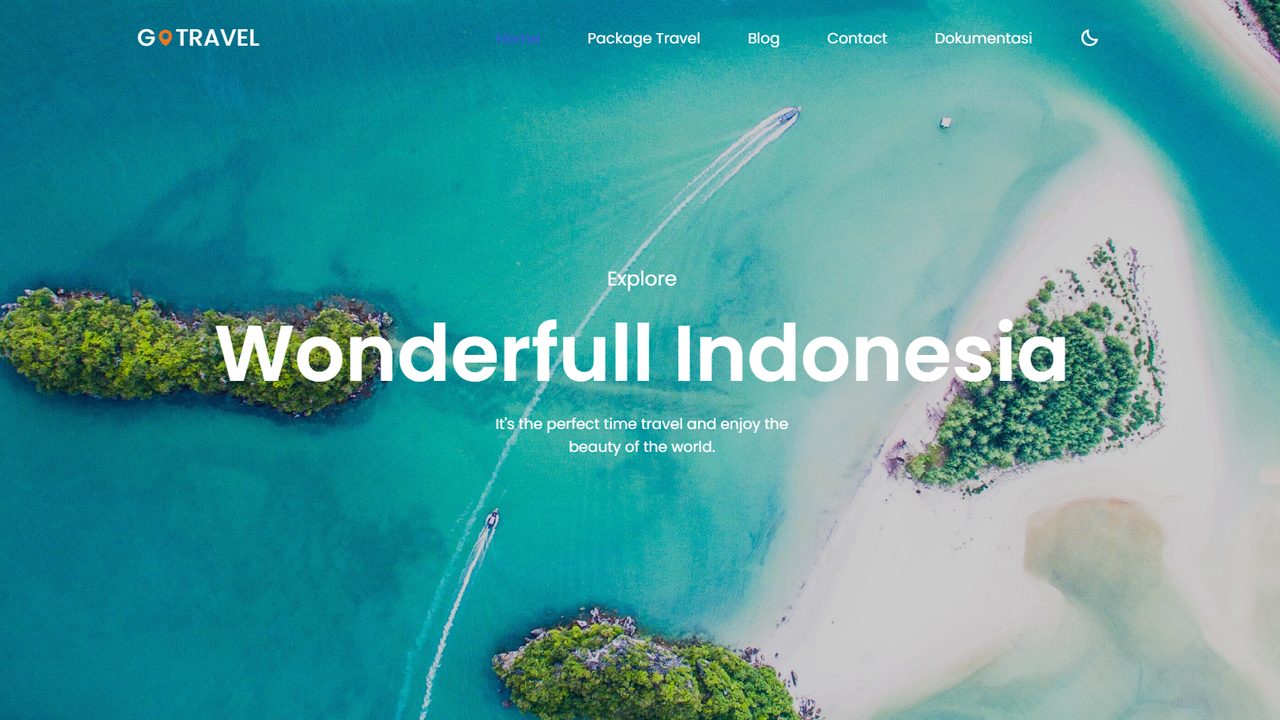 GOTRAVEL
Home
Package Travel
Blog
Contact
Dokumentasi
Explore
Wonderfull Indonesia
It's the perfect time travel and enjoy the
beauty of the world.